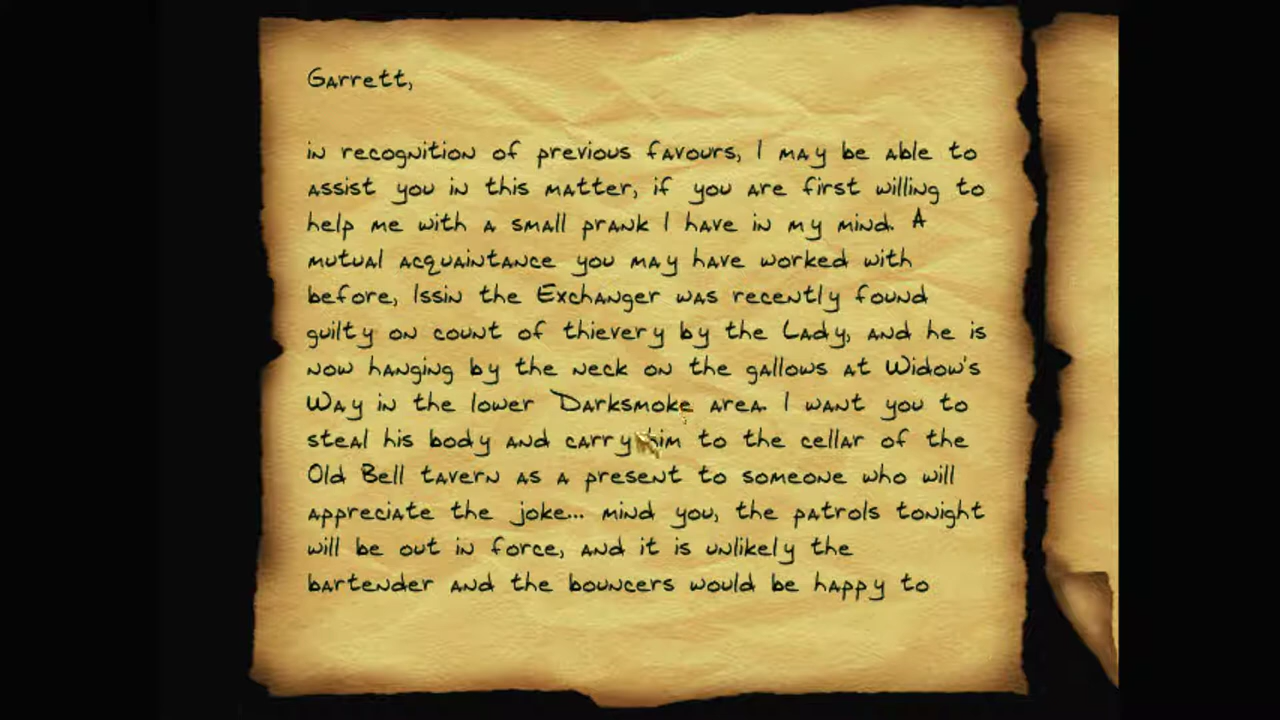 Garrett,
in recognition of previous favours, I may be able to
assist you in this matter, if you are first willing to
help me with a small prank I have in my mind. A
mutual acquaintance you may have worked with
before, Issin the Exchanger was recently found
guilty on count of thievery by the Lady, and he is
now hanging by the neck on the gallows at Widow's
Way in the lower Darksmoke area. I want you to
steal his body and carry him to the cellar of the
Old Bell tavern as a present to someone who will
appreciate the joke... mind you, the patrols tonight
will be out in force, and it is unlikely the
bartender and the bouncers would be happy to